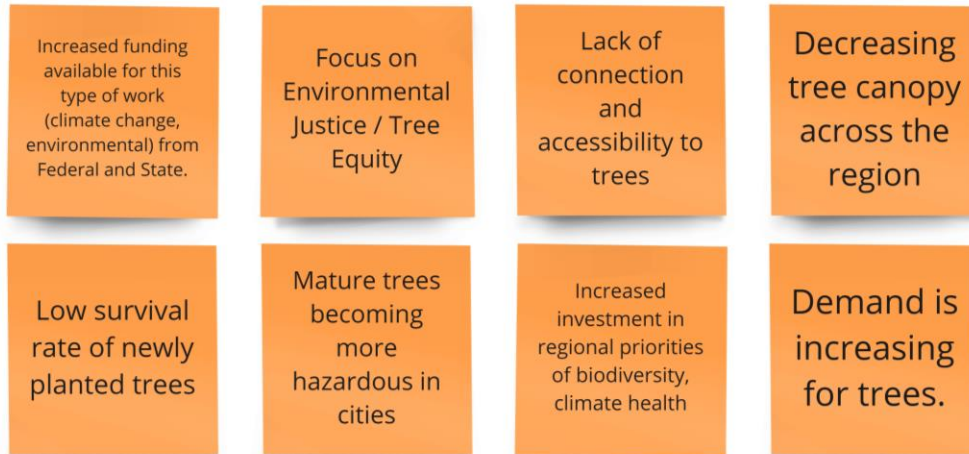 Increased funding
available for this
type of work
(climate change,
environmental) from
Federal and State.
Focus on
Environmental
Justice / Tree
Equity
Lack of
connection
and
accessibility to
trees
Decreasing
tree canopy
across the
region
Low survival
rate of newly
planted trees
Mature trees
becoming
more
hazardous in
cities
Increased
investment in
regional priorities
of biodiversity,
climate health
Demand is
increasing
for trees.